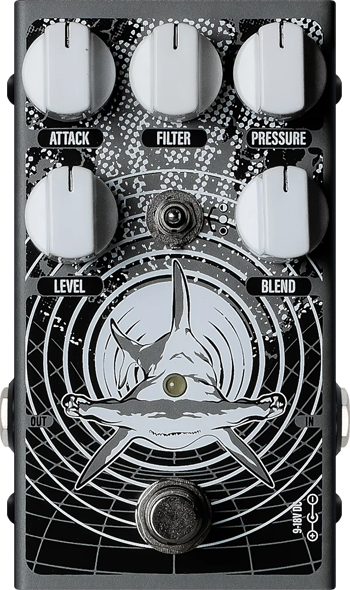 ATTACK
FILTER
PRESSURE
LEVEL
BLEND
OUT
IN
9-18V DC